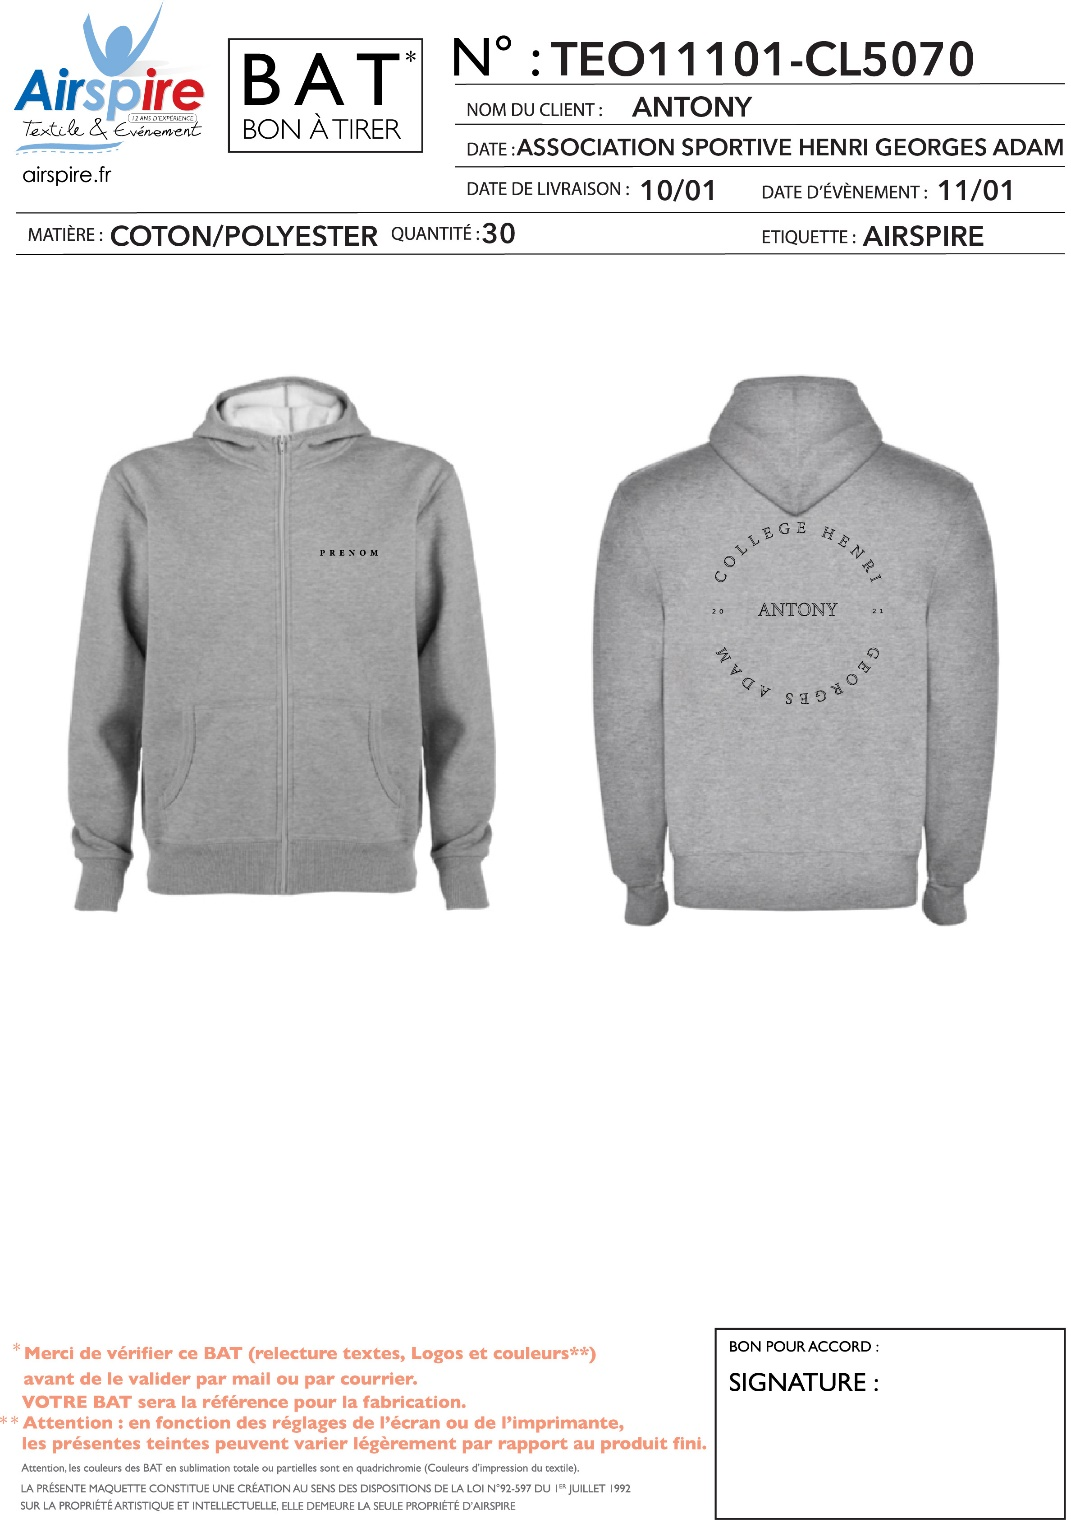 Airspire
12 ANS D'EXPÉRIENCE
Textile & Evénement
airspire.fr
BAT*
BON À TIRER
N° : TEO11101-CL5070
NOM DU CLIENT : ANTONY
DATE : ASSOCIATION SPORTIVE HENRI GEORGES ADAM
DATE DE LIVRAISON : 10/01 DATE D'ÉVÈNEMENT : 11/01
MATIÈRE : COTON/POLYESTER QUANTITÉ : 30 ETIQUETTE : AIRSPIRE
PRENOM
COLLEGE HENRI
20 ANTONY 21
GEORGES ADAM
* Merci de vérifier ce BAT (relecture textes, Logos et couleurs**)
avant de le valider par mail ou par courrier.
VOTRE BAT sera la référence pour la fabrication.
** Attention : en fonction des réglages de l'écran ou de l'imprimante,
les présentes teintes peuvent varier légèrement par rapport au produit fini.
Attention, les couleurs des BAT en sublimation totale ou partielles sont en quadrichromie (Couleurs d'impression du textile).
LA PRÉSENTE MAQUETTE CONSTITUE UNE CRÉATION AU SENS DES DISPOSITIONS DE LA LOI N°92-597 DU 1ER JUILLET 1992
SUR LA PROPRIÉTÉ ARTISTIQUE ET INTELLECTUELLE, ELLE DEMEURE LA SEULE PROPRIÉTÉ D'AIRSPIRE
BON POUR ACCORD :
SIGNATURE :